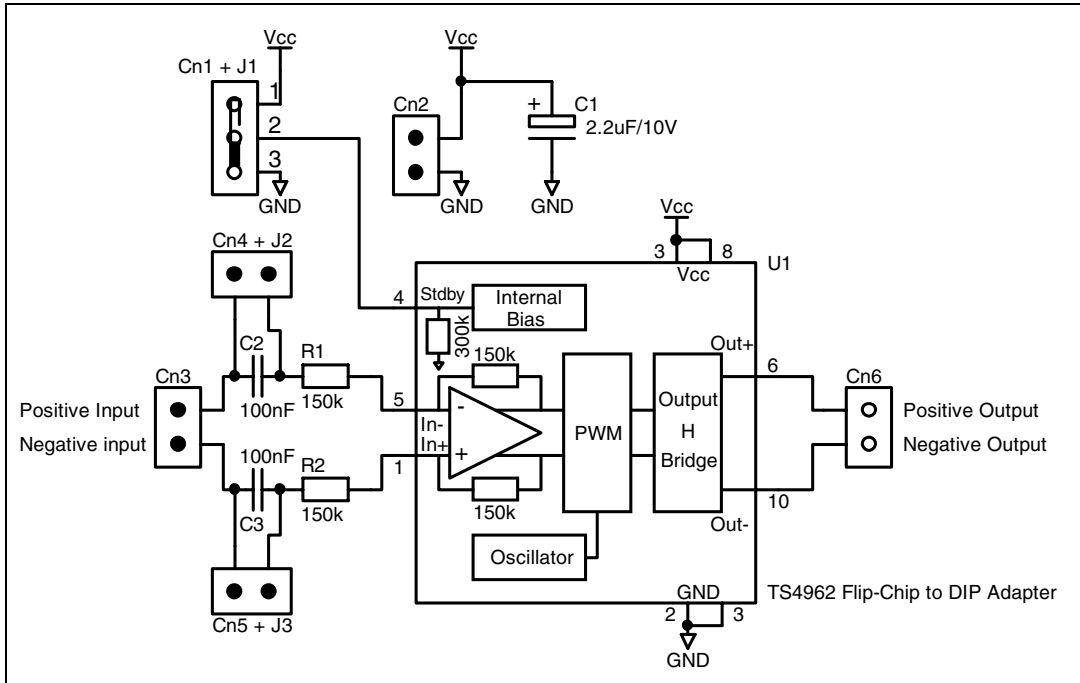 Vcc
Cn1 + J1
1
2
3
GND
Vcc
Cn2
+
C1
2.2uF/10V
GND
GND
Vcc
3
8
Vcc
U1
Cn4 + J2
4
Stdby
Internal
Bias
300k
150k
C2
100nF
R1
150k
Cn3
Positive Input
Negative input
5
In-
In+
1
-
+
PWM
Output
H
Bridge
Out+
6
Cn6
Positive Output
Negative Output
10
Out-
100nF
C3
R2
150k
150k
Oscillator
Cn5 + J3
GND
2
3
GND
TS4962 Flip-Chip to DIP Adapter